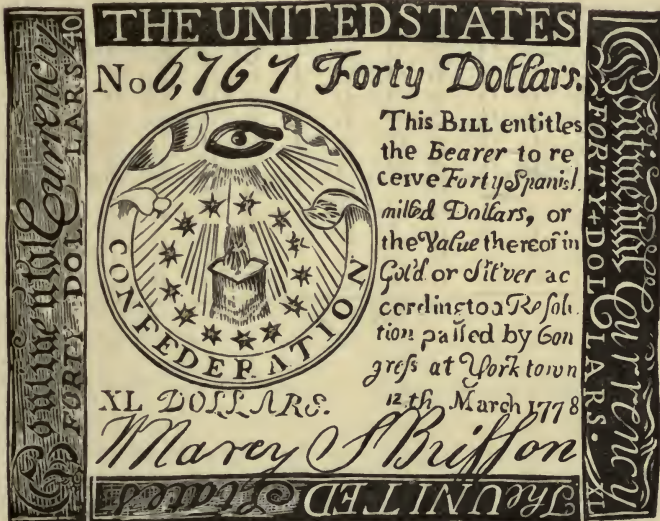 THE UNITED STATES
No 6,767 Forty Dollars.
This BILL entitles
the Bearer to re
ceive Forty Spanish
milled Dollars, or
the Value thereof in
Gold or Silver ac
cording to a Resolu
tion passed by Con
gress at York town
12th March 1778
CONFEDERATION
XL DOLLARS.
Continental Currency
FORTY DOLLARS 40
Continental Currency
FORTY DOLLARS. XL
The UNITED States